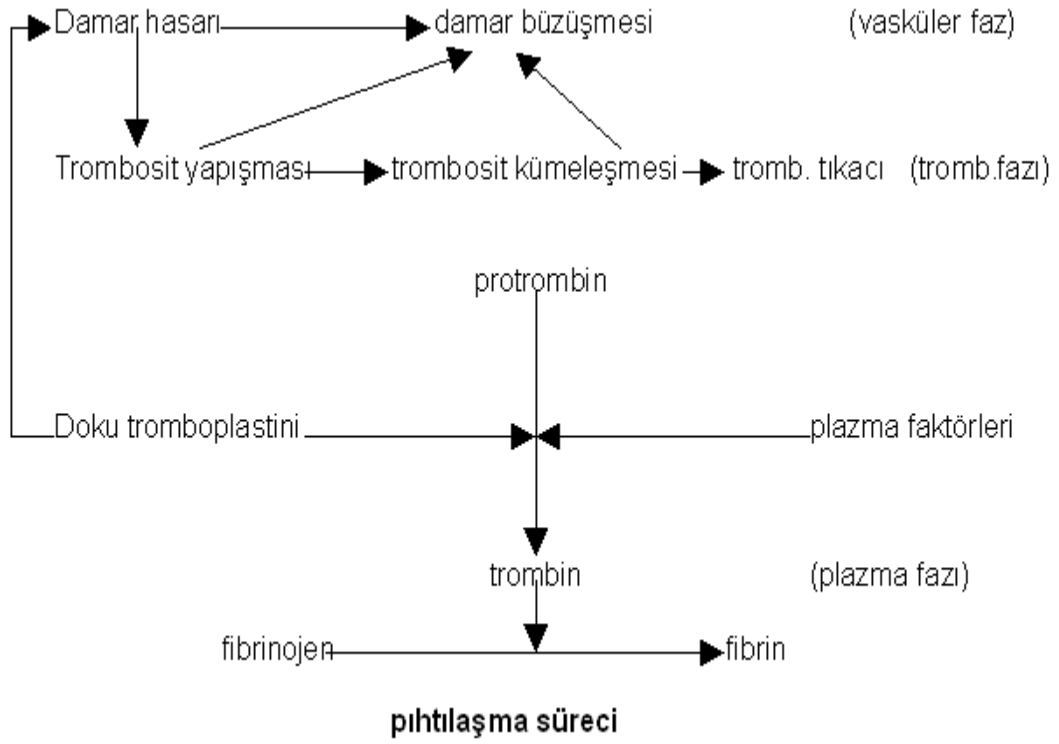 Damar hasarı damar büzüşmesi (vasküler faz)
Trombosit yapışması trombosit kümeleşmesi tromb. tıkacı (tromb.fazı)
protrombin
Doku tromboplastini plazma faktörleri
trombin (plazma fazı)
fibrinojen fibrin
pıhtılaşma süreci